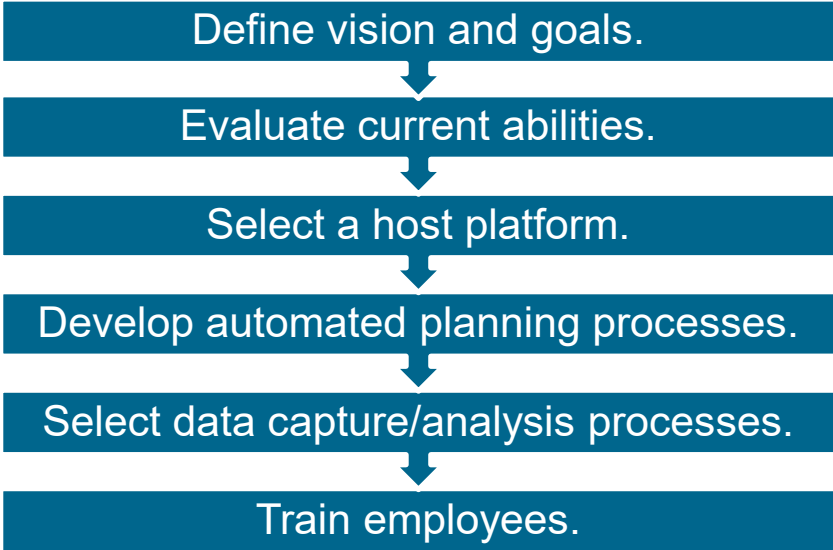 Define vision and goals.
Evaluate current abilities.
Select a host platform.
Develop automated planning processes.
Select data capture/analysis processes.
Train employees.